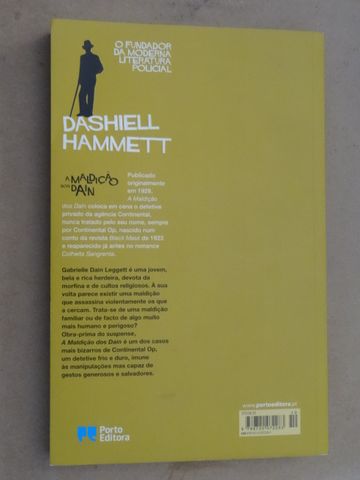 O FUNDADOR
DA MODERNA
LITERATURA
POLICIAL
DASHIELL
HAMMETT
A MALDIÇÃO
DOS DAIN
Publicado
originalmente
em 1929,
A Maldição
dos Dain coloca em cena o detetive
privado da agência Continental,
nunca tratado pelo seu nome, sempre
por Continental Op, nascido num
conto da revista Black Mask de 1923
e reaparecido já antes no romance
Colheita Sangrenta.
Gabrielle Dain Leggett é uma jovem,
bela e rica herdeira, devota da
morfina e de cultos religiosos. À sua
volta parece existir uma maldição
que assassina violentamente os que
a cercam. Trata-se de uma maldição
familiar ou de facto de algo muito
mais humano e perigoso?
Obra-prima do suspense,
A Maldição dos Dain é um dos casos
mais bizarros de Continental Op,
um detetive frio e duro, imune
às manipulações mas capaz de
gestos generosos e salvadores.
Porto
Editora
www.portoeditora.pt